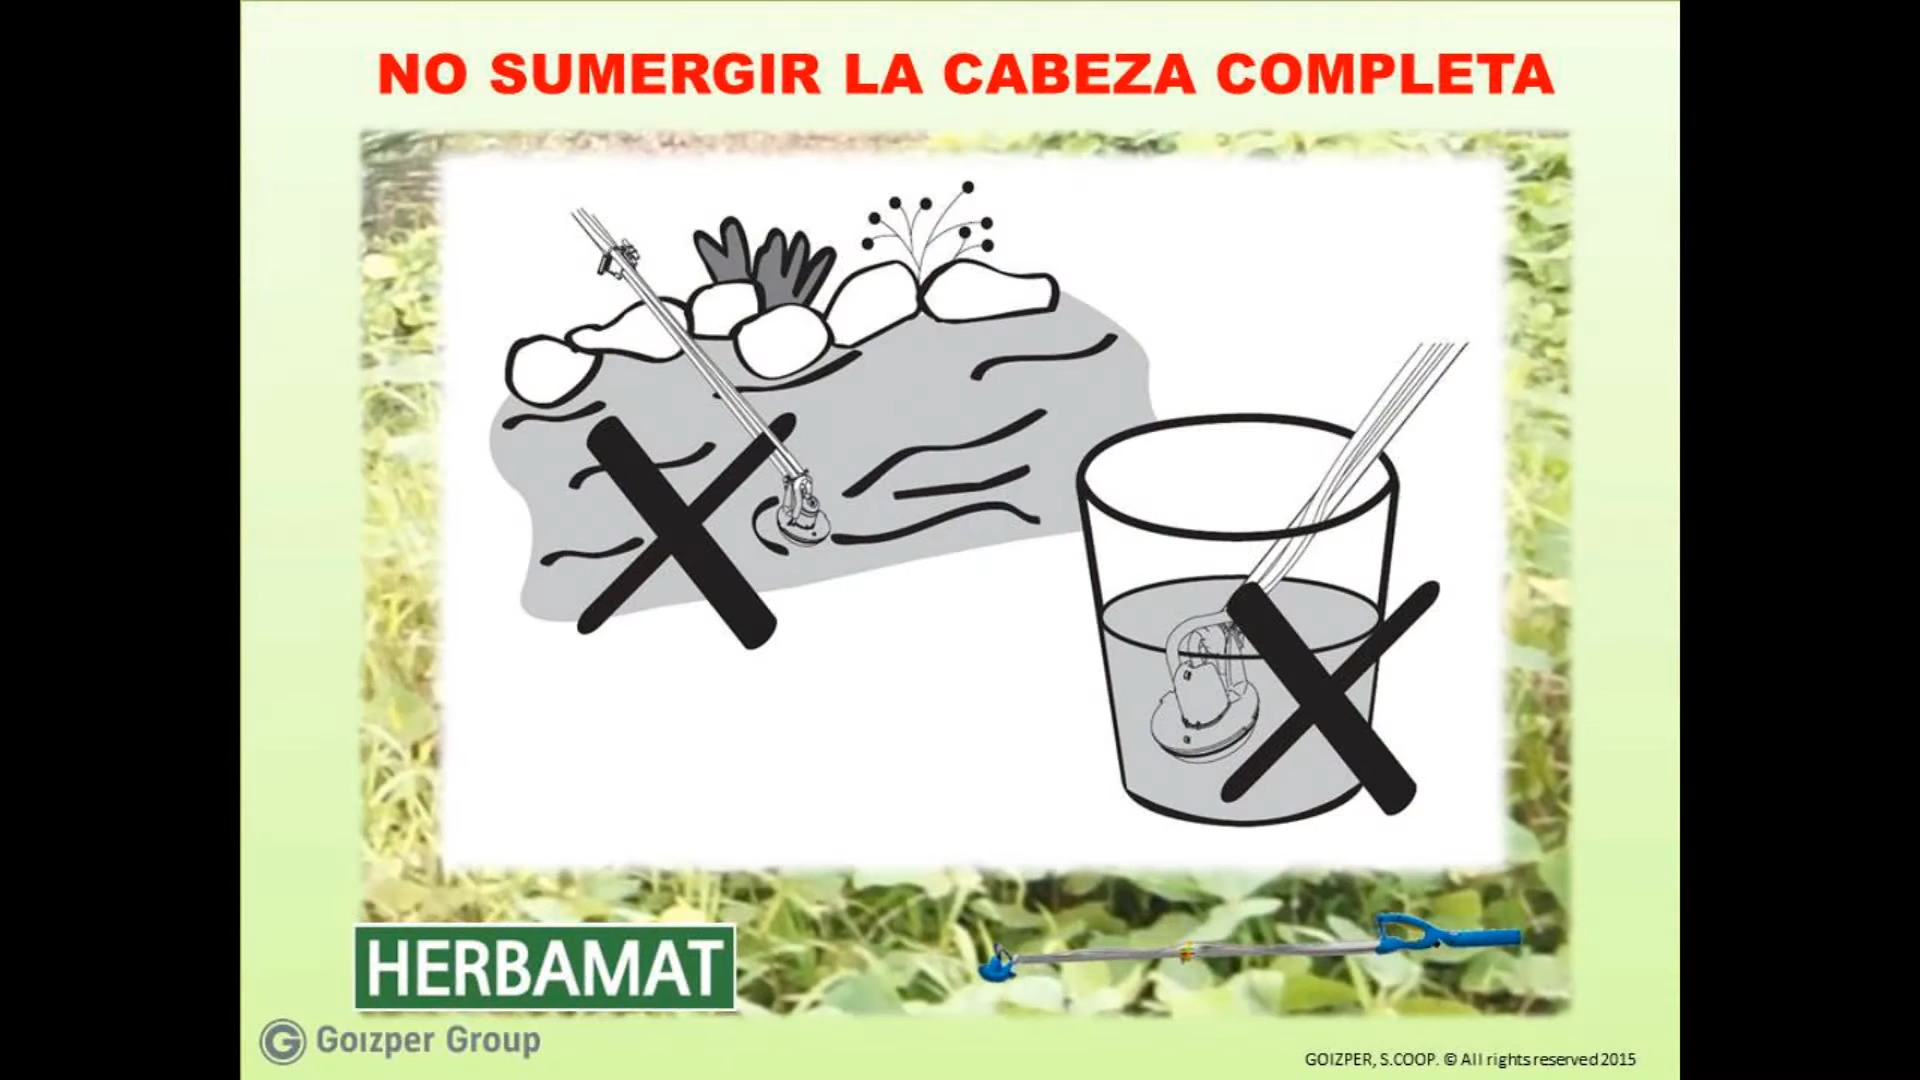 NO SUMERGIR LA CABEZA COMPLETA
HERBAMAT
G Goizper Group
GOIZPER, S.COOP. © All rights reserved 2015